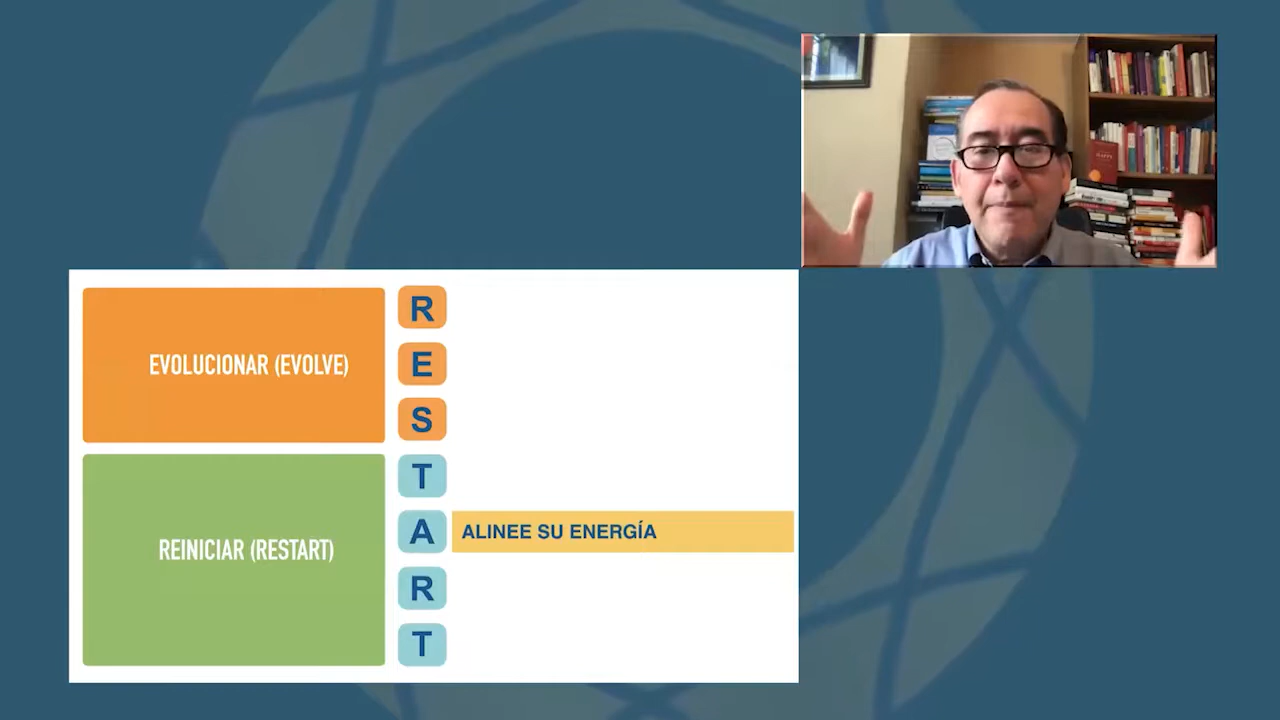 EVOLUCIONAR (EVOLVE)
REINICIAR (RESTART)
R
E
S
T
A
ALINEE SU ENERGÍA
R
T